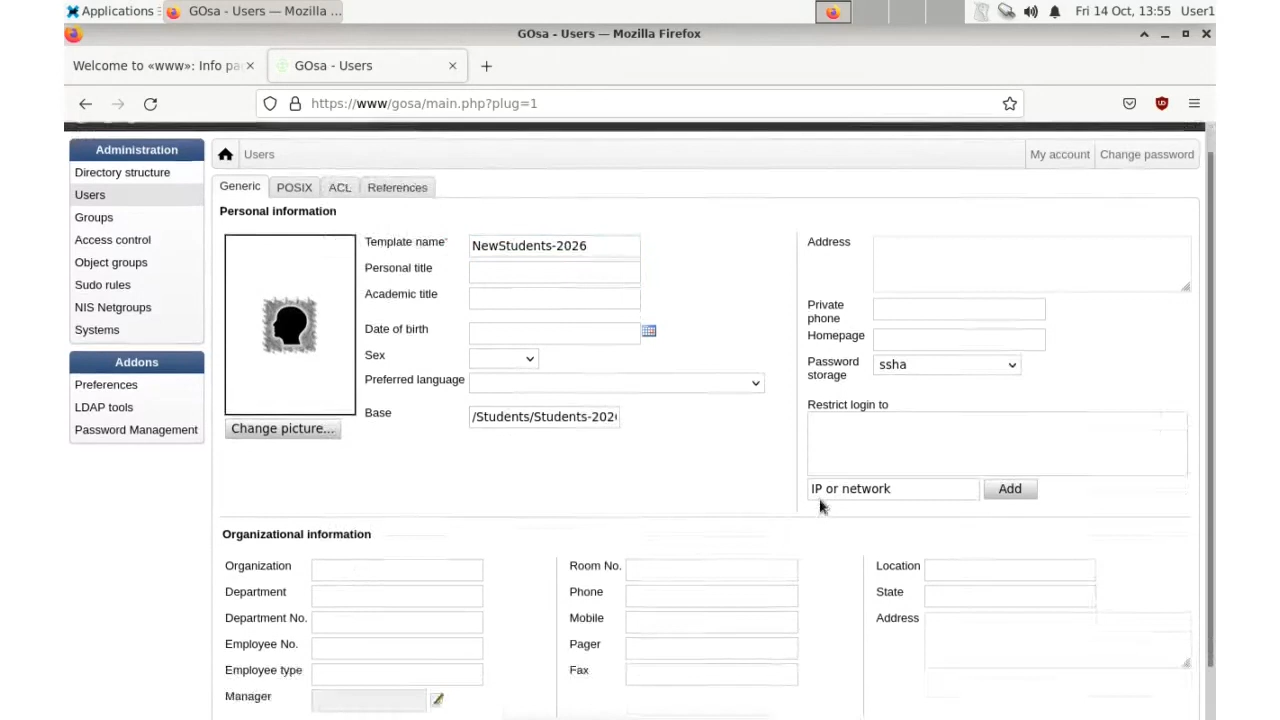 Applications
GOsa - Users — Mozilla ...
Fri 14 Oct, 13:55
User1
GOsa - Users — Mozilla Firefox
Welcome to «www»: Info pa
GOsa - Users
https://www/gosa/main.php?plug=1
Administration
Directory structure
Users
Groups
Access control
Object groups
Sudo rules
NIS Netgroups
Systems
Addons
Preferences
LDAP tools
Password Management
Users
My account
Change password
Generic
POSIX
ACL
References
Personal information
Template name*
NewStudents-2026
Personal title
Academic title
Date of birth
Sex
Preferred language
Base
/Students/Students-202
Change picture...
Address
Private
phone
Homepage
Password
storage
ssha
Restrict login to
IP or network
Add
Organizational information
Organization
Department
Department No.
Employee No.
Employee type
Manager
Room No.
Phone
Mobile
Pager
Fax
Location
State
Address